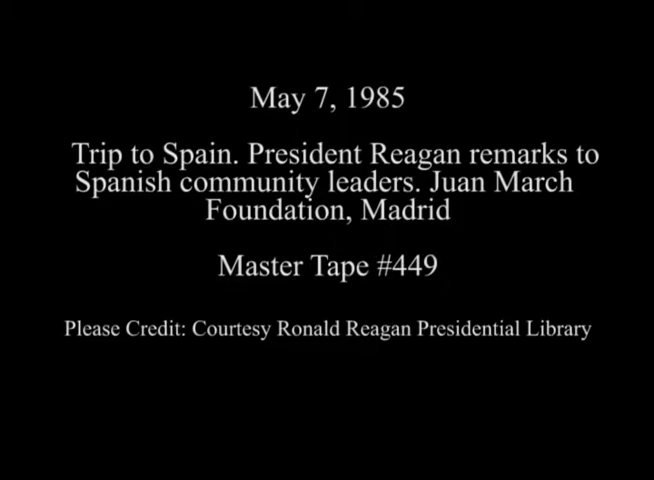 May 7, 1985
Trip to Spain. President Reagan remarks to
Spanish community leaders. Juan March
Foundation, Madrid
Master Tape #449
Please Credit: Courtesy Ronald Reagan Presidential Library